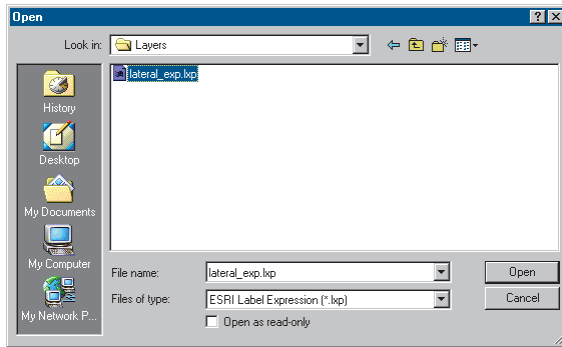 Open
Look in:
Layers
lateral_exp.lxp
History
Desktop
My Documents
My Computer
My Network P...
File name:
lateral_exp.lxp
Open
Files of type:
ESRI Label Expression (*.lxp)
Cancel
Open as read-only